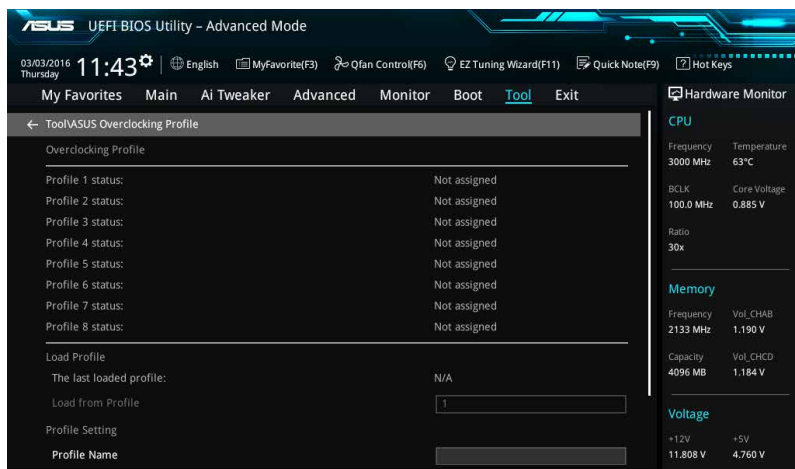 ASUS UEFI BIOS Utility – Advanced Mode
03/03/2016 Thursday 11:43 English MyFavorite(F3) Qfan Control(F6) EZ Tuning Wizard(F11) Quick Note(F9) ? Hot Keys
My Favorites Main Ai Tweaker Advanced Monitor Boot Tool Exit
← Tool\ASUS Overclocking Profile
Overclocking Profile
Profile 1 status: Not assigned
Profile 2 status: Not assigned
Profile 3 status: Not assigned
Profile 4 status: Not assigned
Profile 5 status: Not assigned
Profile 6 status: Not assigned
Profile 7 status: Not assigned
Profile 8 status: Not assigned
Load Profile
The last loaded profile: N/A
Load from Profile 1
Profile Setting
Profile Name
Hardware Monitor
CPU
Frequency Temperature
3000 MHz 63°C
BCLK Core Voltage
100.0 MHz 0.885 V
Ratio
30x
Memory
Frequency Vol_CHAB
2133 MHz 1.190 V
Capacity Vol_CHCD
4096 MB 1.184 V
Voltage
+12V +5V
11.808 V 4.760 V